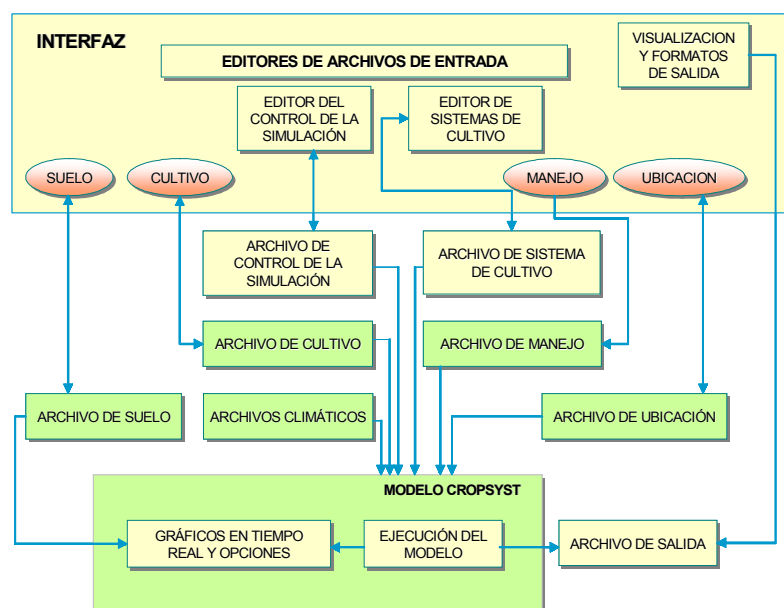 INTERFAZ
VISUALIZACION
Y FORMATOS
DE SALIDA
EDITORES DE ARCHIVOS DE ENTRADA
EDITOR DEL
CONTROL DE LA
SIMULACIÓN
EDITOR DE
SISTEMAS DE
CULTIVO
SUELO
CULTIVO
MANEJO
UBICACION
ARCHIVO DE
CONTROL DE LA
SIMULACIÓN
ARCHIVO DE SISTEMA
DE CULTIVO
ARCHIVO DE CULTIVO
ARCHIVO DE MANEJO
ARCHIVO DE SUELO
ARCHIVOS CLIMÁTICOS
ARCHIVO DE UBICACIÓN
MODELO CROPSYST
GRÁFICOS EN TIEMPO
REAL Y OPCIONES
EJECUCIÓN DEL
MODELO
ARCHIVO DE SALIDA